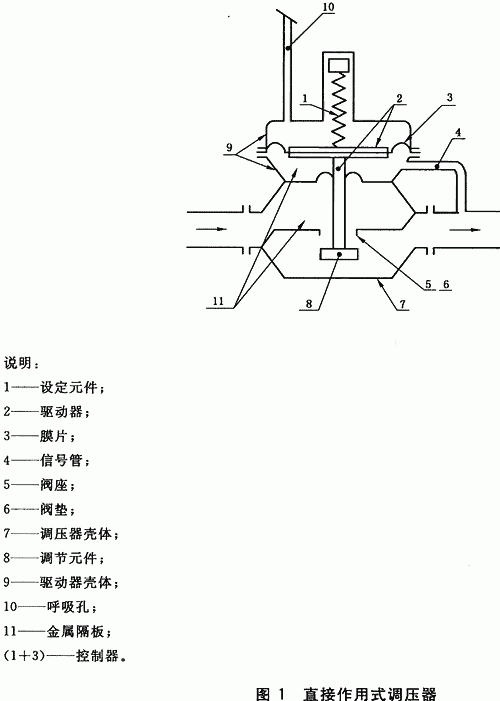 10
1
2
3
4
9
11
8
7
5 6
说明：
1——设定元件；
2——驱动器；
3——膜片；
4——信号管；
5——阀座；
6——阀垫；
7——调压器壳体；
8——调节元件；
9——驱动器壳体；
10——呼吸孔；
11——金属隔板；
(1+3)——控制器。
图 1 直接作用式调压器